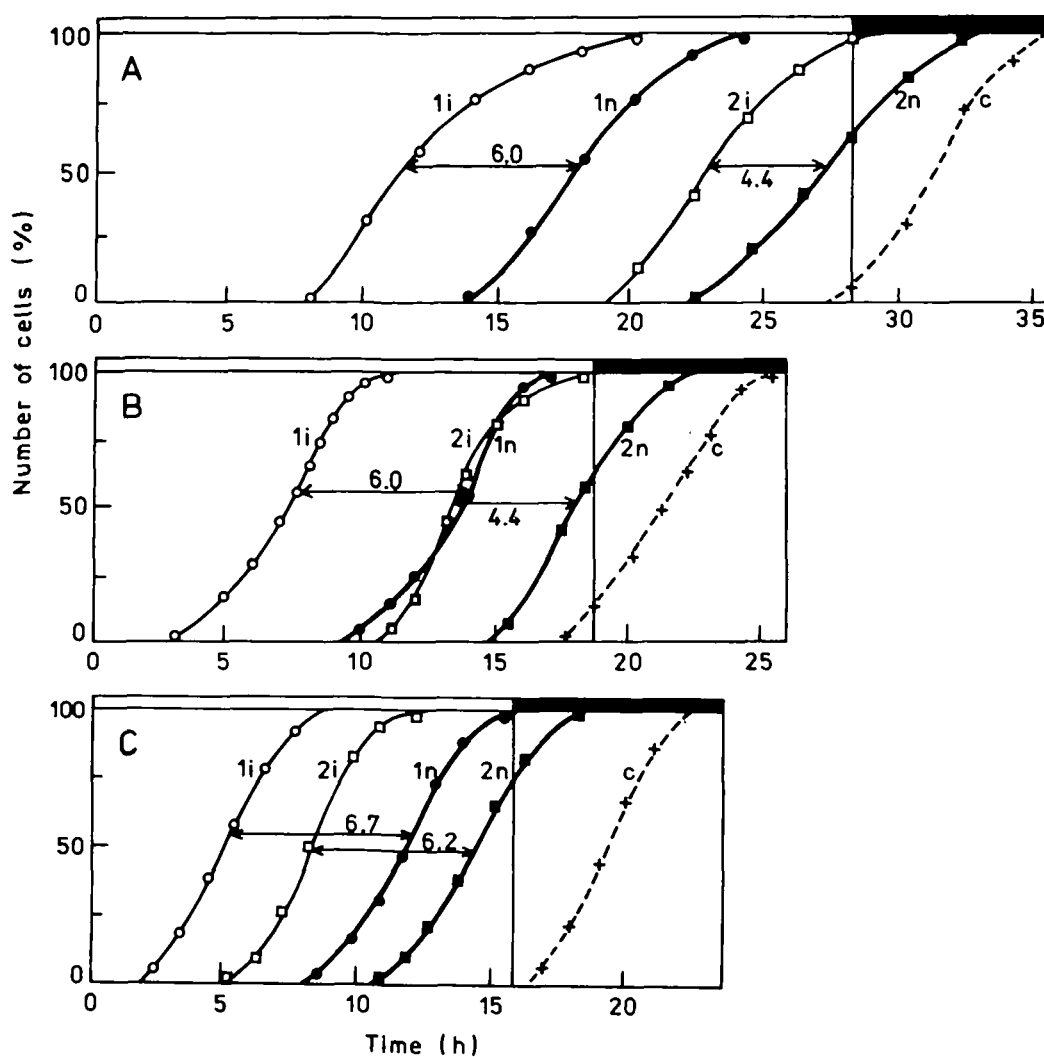 Number of cells (%)
A
100
50
0
1i
1n
2i
2n
c
6.0
4.4
0 5 10 15 20 25 30 35
B
100
50
0
1i
2i
1n
2n
c
6.0
4.4
0 5 10 15 20 25
C
100
50
0
1i
2i
1n
2n
c
6.7
6.2
0 5 10 15 20
Time (h)